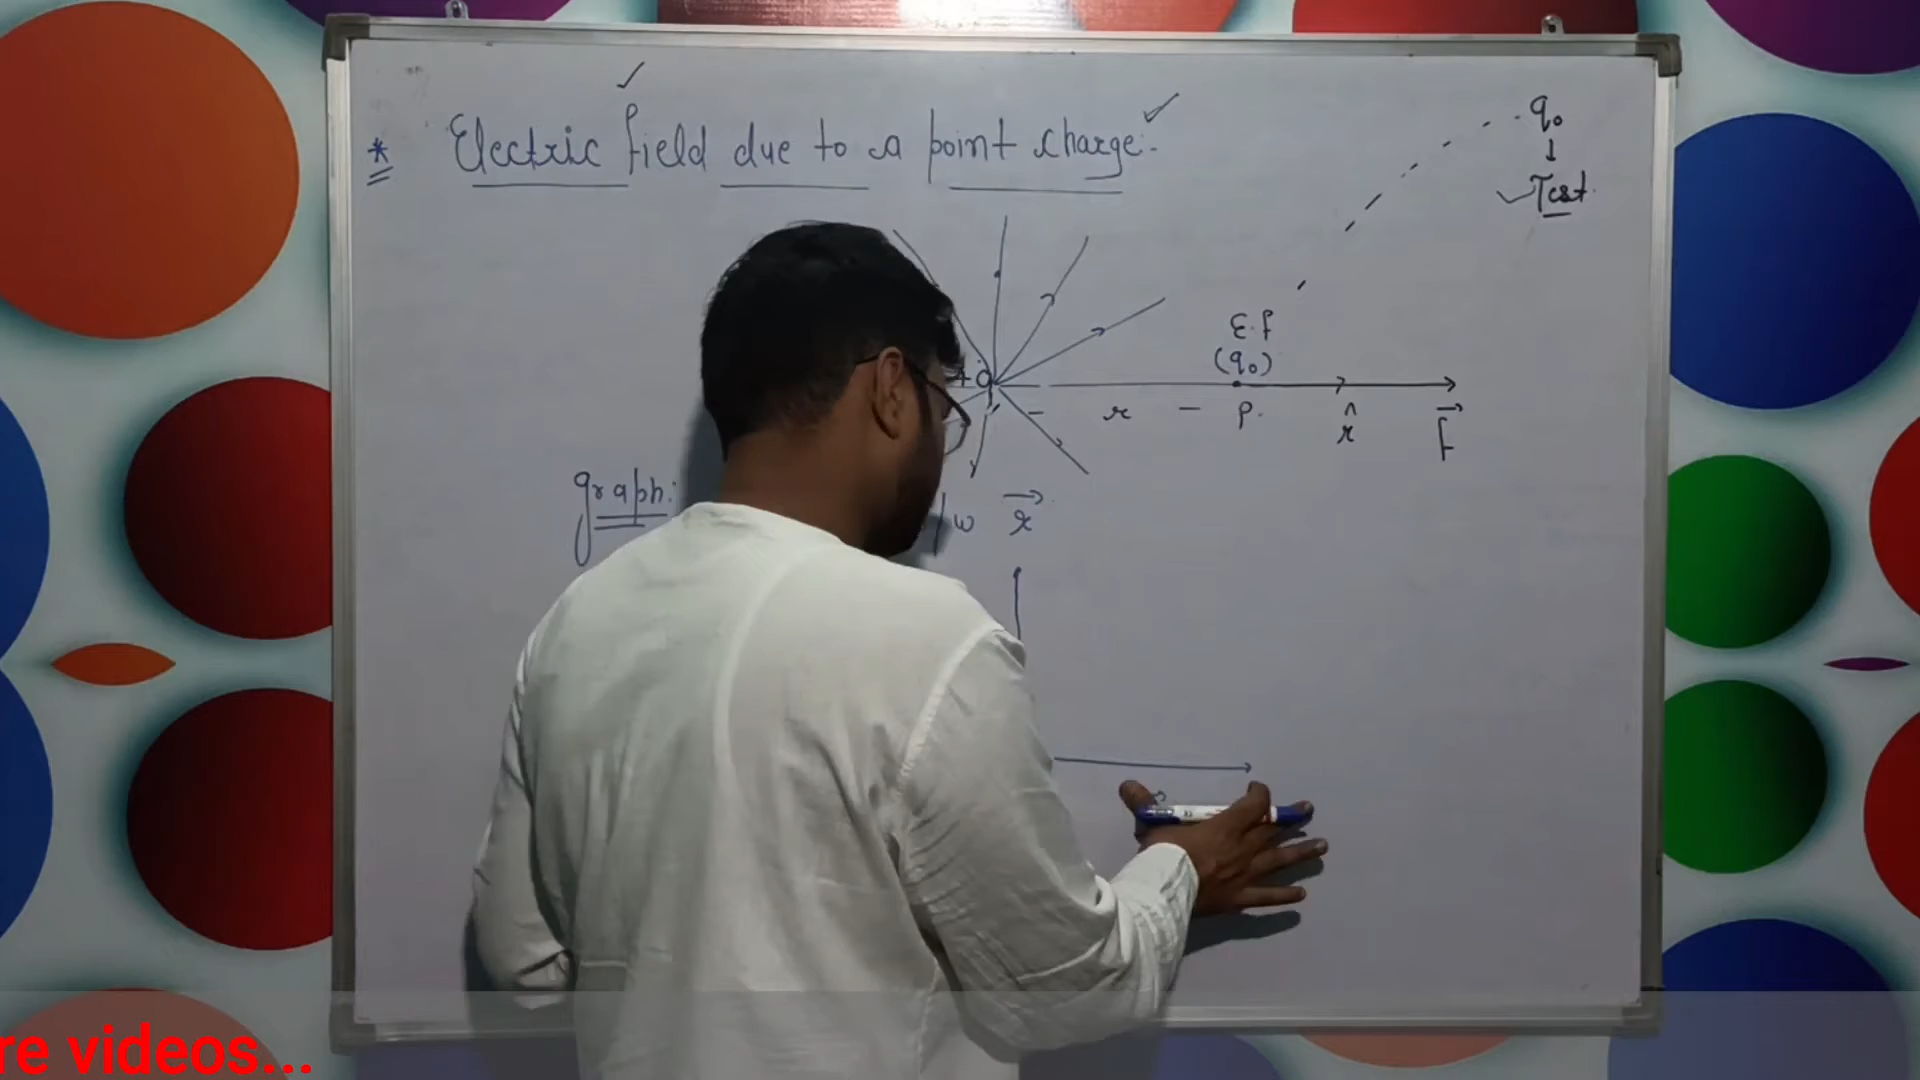 * Electric field due to a point charge:-
q₀
↓
Test
E.f
(q₀)
+q
- r - P. r̂ F⃗
graph: /w r⃗
re videos...